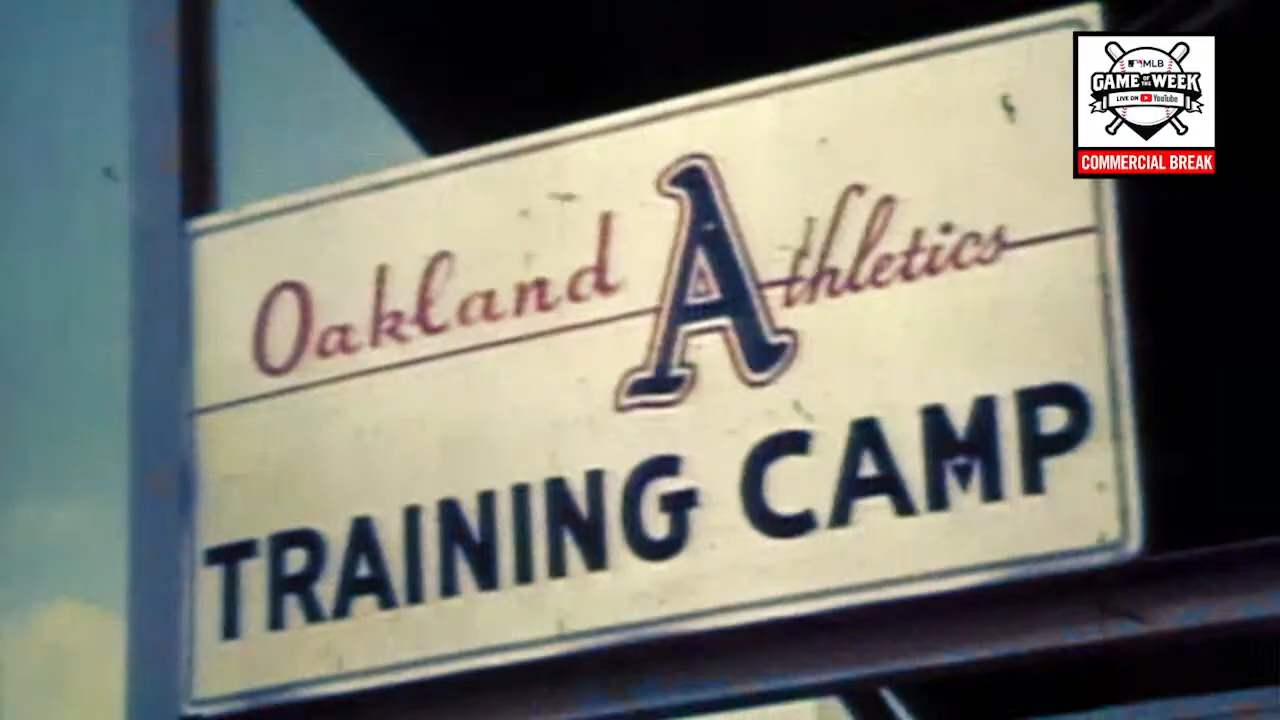 Oakland Athletics
TRAINING CAMP
MLB
GAME OF THE WEEK
LIVE ON YouTube
COMMERCIAL BREAK